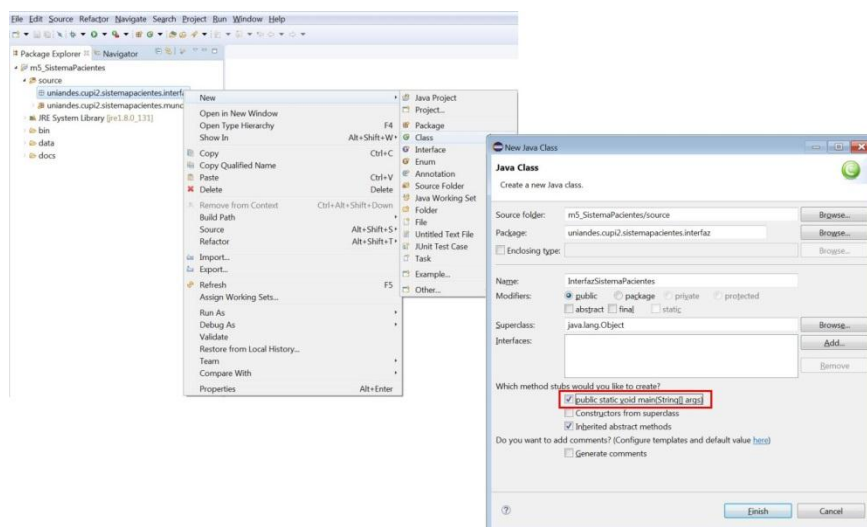 File Edit Source Refactor Navigate Search Project Run Window Help
Package Explorer Navigator
m5_SistemaPacientes
source
uniandes.cupi2.sistemapacientes.interfa
uniandes.cupi2.sistemapacientes.mund
JRE System Library [jre1.8.0_131]
bin
data
docs
New
Open in New Window
Open Type Hierarchy F4
Show In Alt+Shift+W
Copy Ctrl+C
Copy Qualified Name
Paste Ctrl+V
Delete Delete
Remove from Context Ctrl+Alt+Shift+Down
Build Path
Source Alt+Shift+S
Refactor Alt+Shift+T
Import...
Export...
Refresh F5
Assign Working Sets...
Run As
Debug As
Validate
Restore from Local History...
Team
Compare With
Properties Alt+Enter
Java Project
Project...
Package
Class
Interface
Enum
Annotation
Source Folder
Java Working Set
Folder
File
Untitled Text File
JUnit Test Case
Task
Example...
Other...
New Java Class
Java Class
Create a new Java class.
Source folder: m5_SistemaPacientes/source Browse...
Package: uniandes.cupi2.sistemapacientes.interfaz Browse...
Enclosing type: Browse...
Name: InterfazSistemaPacientes
Modifiers: public package private protected
abstract final static
Superclass: java.lang.Object Browse...
Interfaces: Add...
Remove
Which method stubs would you like to create?
public static void main(String[] args)
Constructors from superclass
Inherited abstract methods
Do you want to add comments? (Configure templates and default value here)
Generate comments
? Finish Cancel